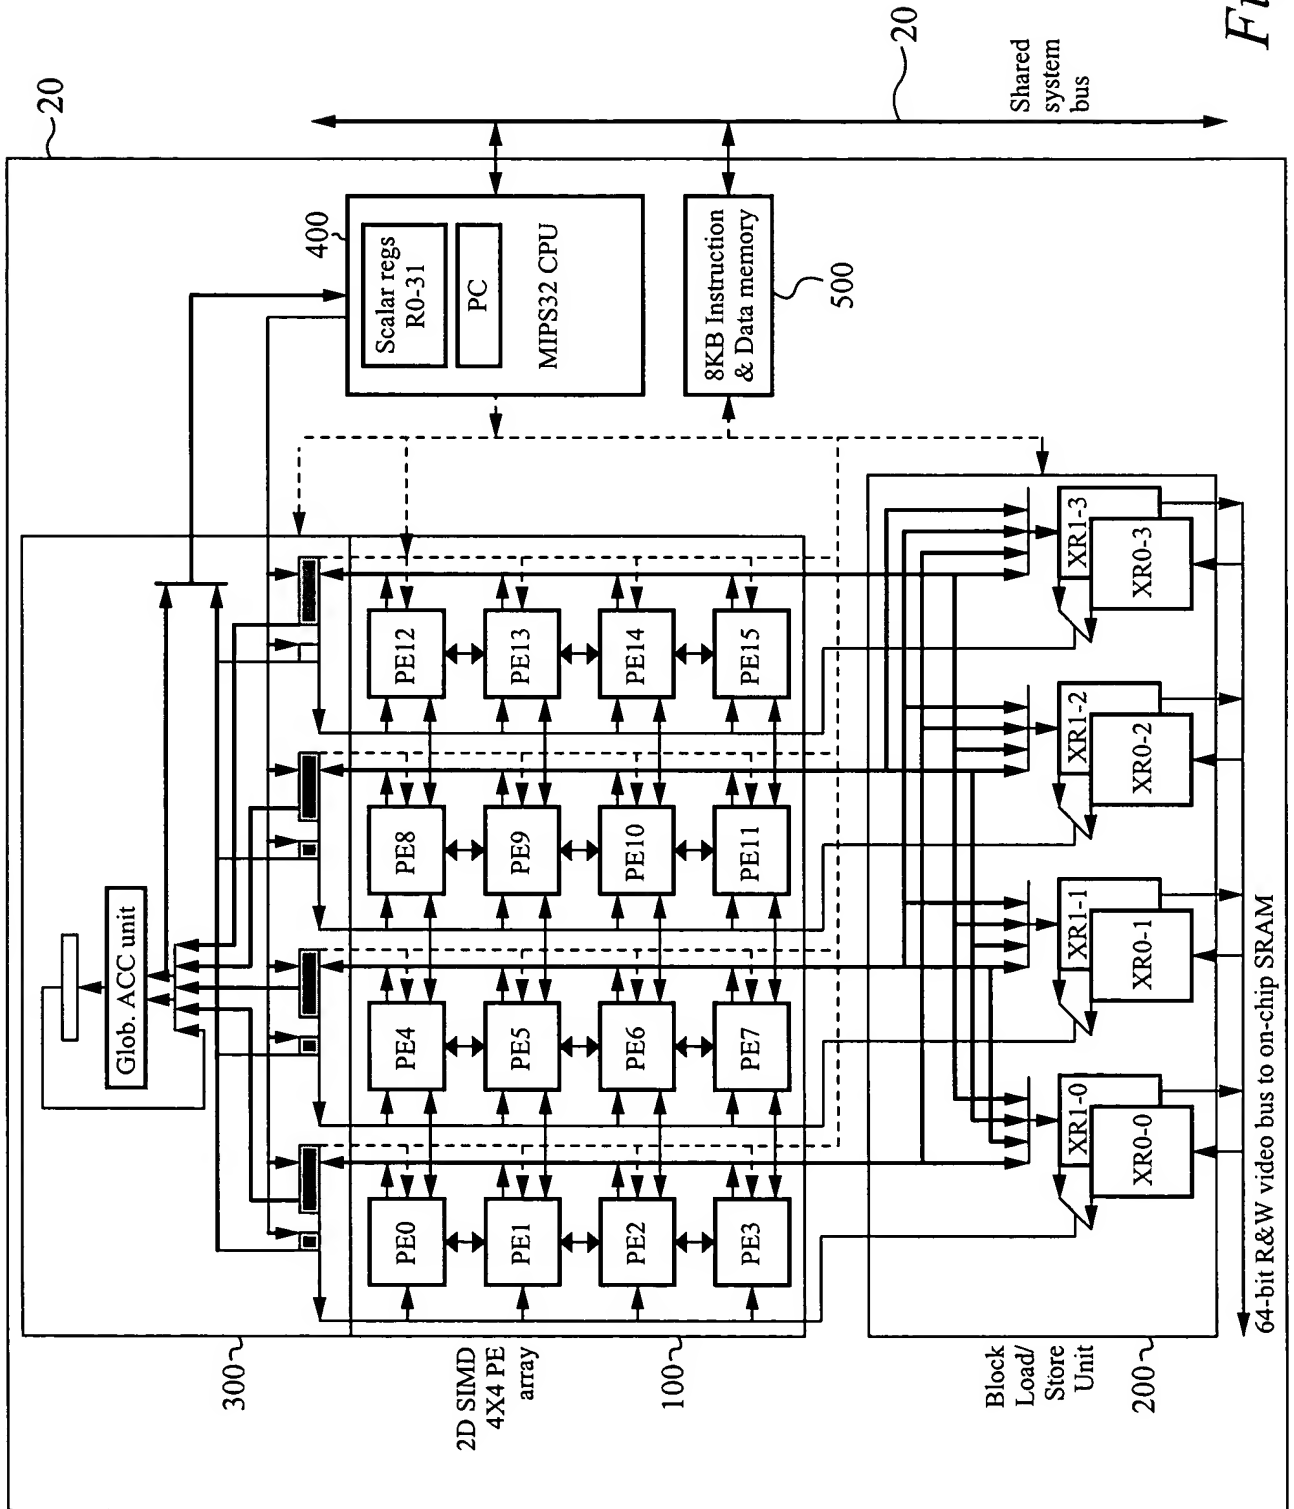 20
Glob. ACC unit
300
400
Scalar regs
R0-31
PC
MIPS32 CPU
2D SIMD
4X4 PE
array
100
PE0
PE4
PE8
PE12
PE1
PE5
PE9
PE13
PE2
PE6
PE10
PE14
PE3
PE7
PE11
PE15
8KB Instruction
& Data memory
500
20
Shared
system
bus
Block
Load/
Store
Unit
200
XR1-0
XR0-0
XR1-1
XR0-1
XR1-2
XR0-2
XR1-3
XR0-3
64-bit R&W video bus to on-chip SRAM